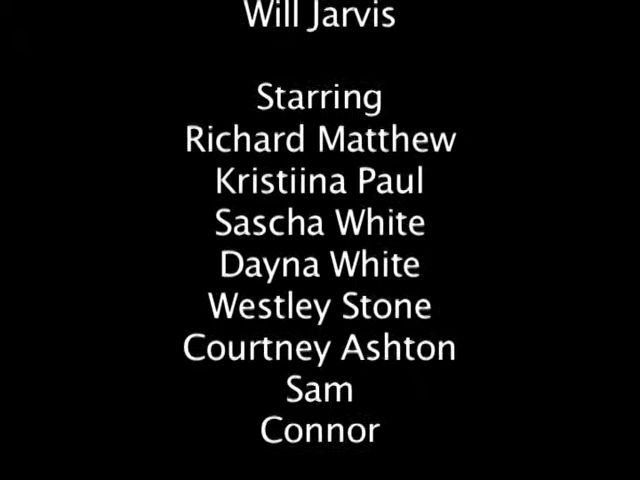 Will Jarvis
Starring
Richard Matthew
Kristiina Paul
Sascha White
Dayna White
Westley Stone
Courtney Ashton
Sam
Connor